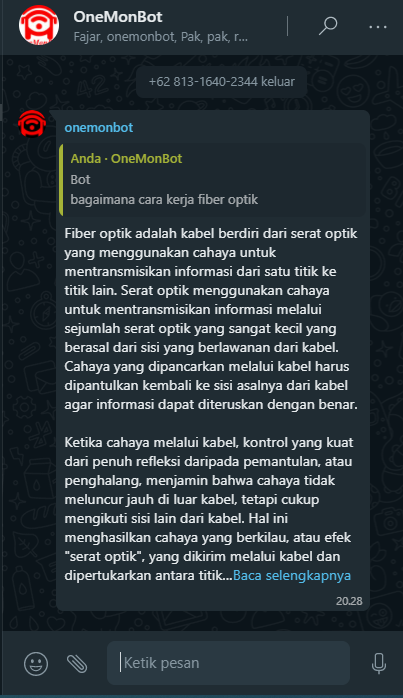 OneMonBot
Fajar, onemonbot, Pak, pak, r...
+62 813-1640-2344 keluar
onemonbot
Anda · OneMonBot
Bot
bagaimana cara kerja fiber optik
Fiber optik adalah kabel berdiri dari serat optik
yang menggunakan cahaya untuk
mentransmisikan informasi dari satu titik ke
titik lain. Serat optik menggunakan cahaya
untuk mentransmisikan informasi melalui
sejumlah serat optik yang sangat kecil yang
berasal dari sisi yang berlawanan dari kabel.
Cahaya yang dipancarkan melalui kabel harus
dipantulkan kembali ke sisi asalnya dari kabel
agar informasi dapat diteruskan dengan benar.
Ketika cahaya melalui kabel, kontrol yang kuat
dari penuh refleksi daripada pemantulan, atau
penghalang, menjamin bahwa cahaya tidak
meluncur jauh di luar kabel, tetapi cukup
mengikuti sisi lain dari kabel. Hal ini
menghasilkan cahaya yang berkilau, atau efek
"serat optik", yang dikirim melalui kabel dan
dipertukarkan antara titik...Baca selengkapnya
20.28
Ketik pesan